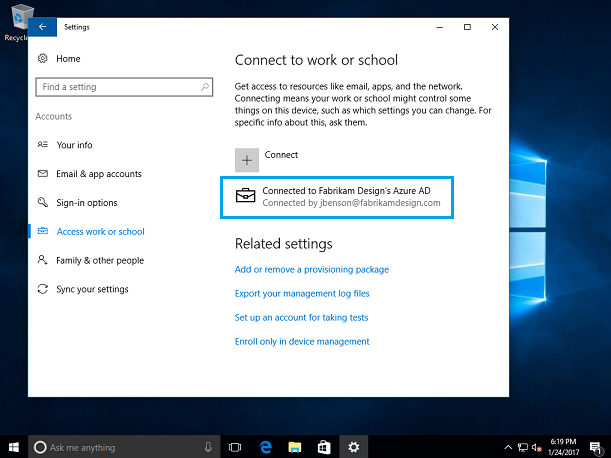 Recycle
Settings
Home
Find a setting
Accounts
Your info
Email & app accounts
Sign-in options
Access work or school
Family & other people
Sync your settings
Connect to work or school
Get access to resources like email, apps, and the network.
Connecting means your work or school might control some
things on this device, such as which settings you can change. For
specific info about this, ask them.
Connect
Connected to Fabrikam Design's Azure AD
Connected by jbenson@fabrikamdesign.com
Related settings
Add or remove a provisioning package
Export your management log files
Set up an account for taking tests
Enroll only in device management
Ask me anything
6:19 PM
1/24/2017
1